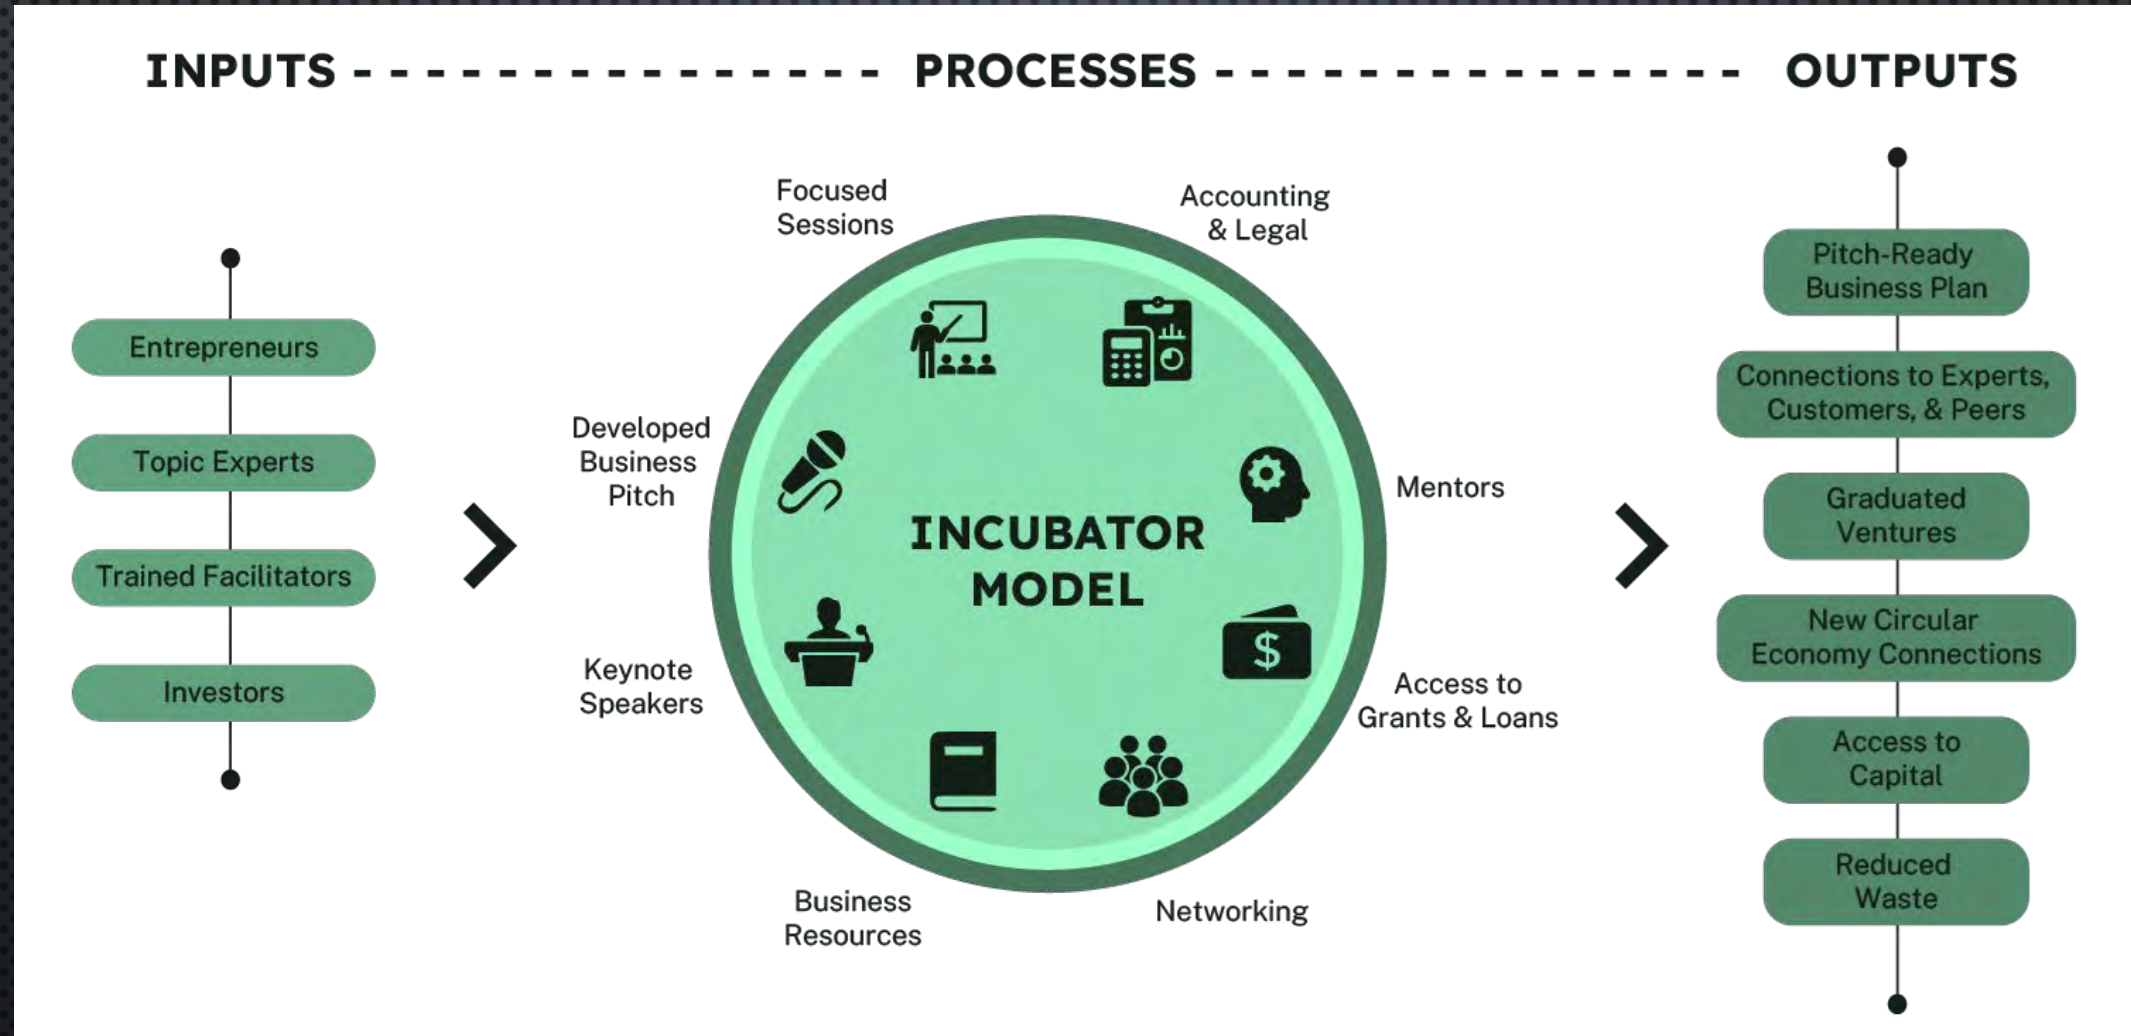 INPUTS
PROCESSES
OUTPUTS
Entrepreneurs
Topic Experts
Trained Facilitators
Investors
Focused
Sessions
Accounting
& Legal
Developed
Business
Pitch
Mentors
INCUBATOR
MODEL
$
Keynote
Speakers
Access to
Grants & Loans
Business
Resources
Networking
Pitch-Ready
Business Plan
Connections to Experts,
Customers, & Peers
Graduated
Ventures
New Circular
Economy Connections
Access to
Capital
Reduced
Waste